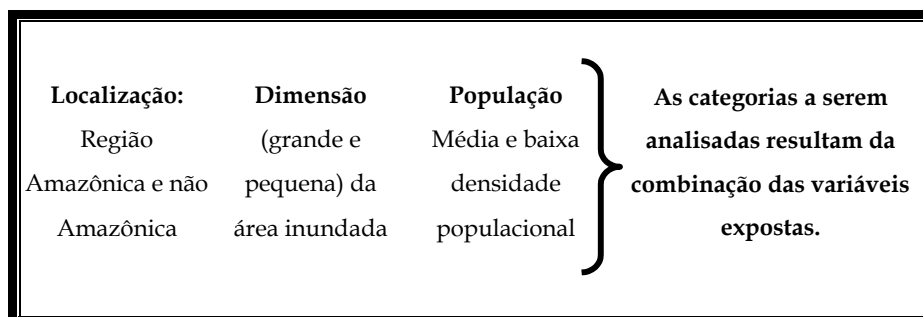 Localização:
Região
Amazônica e não
Amazônica
Dimensão
(grande e
pequena) da
área inundada
População
Média e baixa
densidade
populacional
As categorias a serem
analisadas resultam da
combinação das variáveis
expostas.